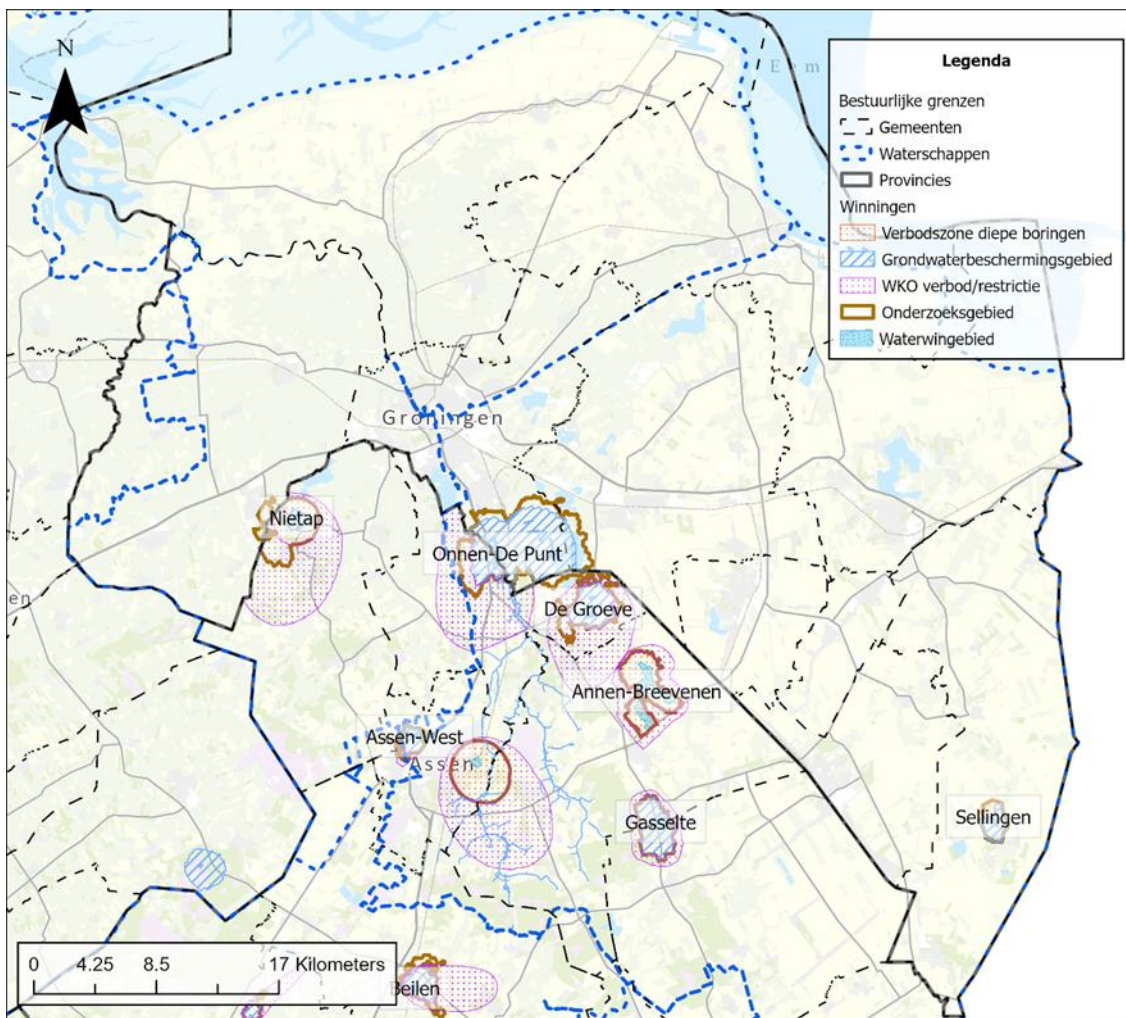 N
Eem
Legenda
Bestuurlijke grenzen
Gemeenten
Waterschappen
Provincies
Winningen
Verbodszone diepe boringen
Grondwaterbeschermingsgebied
WKO verbod/restrictie
Onderzoeksgebied
Waterwingebied
Groningen
Nietap
Onnen-De Punt
en
De Groeve
Annen-Breevenen
Assen-West
Assen
Gasselte
Sellingen
0 4.25 8.5 17 Kilometers
Beilen